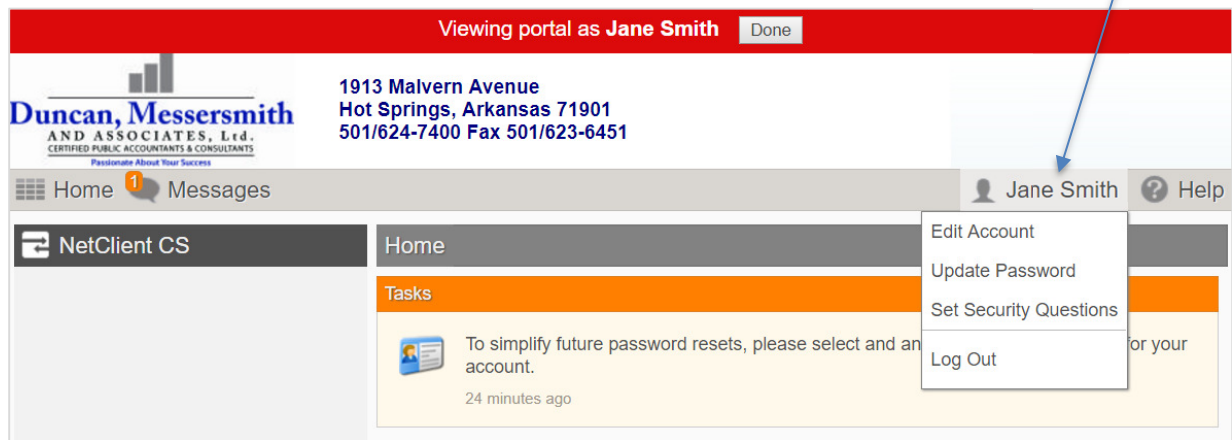 Viewing portal as Jane Smith Done
Duncan, Messersmith
AND ASSOCIATES, Ltd.
CERTIFIED PUBLIC ACCOUNTANTS & CONSULTANTS
Passionate About Your Success
1913 Malvern Avenue
Hot Springs, Arkansas 71901
501/624-7400 Fax 501/623-6451
Home 1 Messages Jane Smith ? Help
NetClient CS
Home
Tasks
To simplify future password resets, please select and an
or your
account.
24 minutes ago
Edit Account
Update Password
Set Security Questions
Log Out